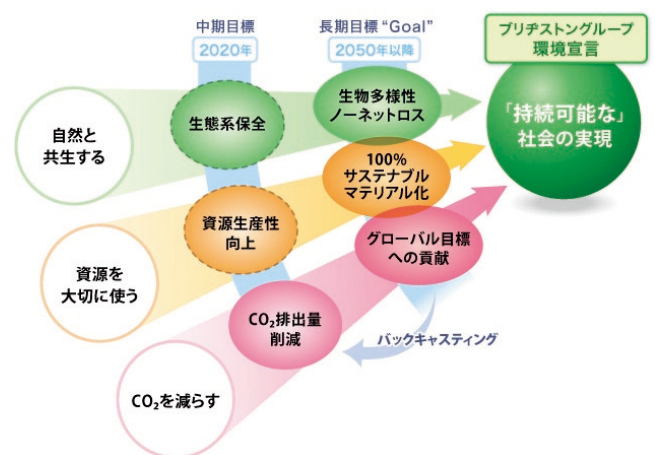 中期目標
2020年
長期目標“Goal”
2050年以降
ブリヂストングループ
環境宣言
自然と
共生する
生態系保全
生物多様性
ノーネットロス
「持続可能な」
社会の実現
資源を
大切に使う
資源生産性
向上
100%
サステナブル
マテリアル化
CO₂を減らす
CO₂排出量
削減
グローバル目標
への貢献
バックキャスティング